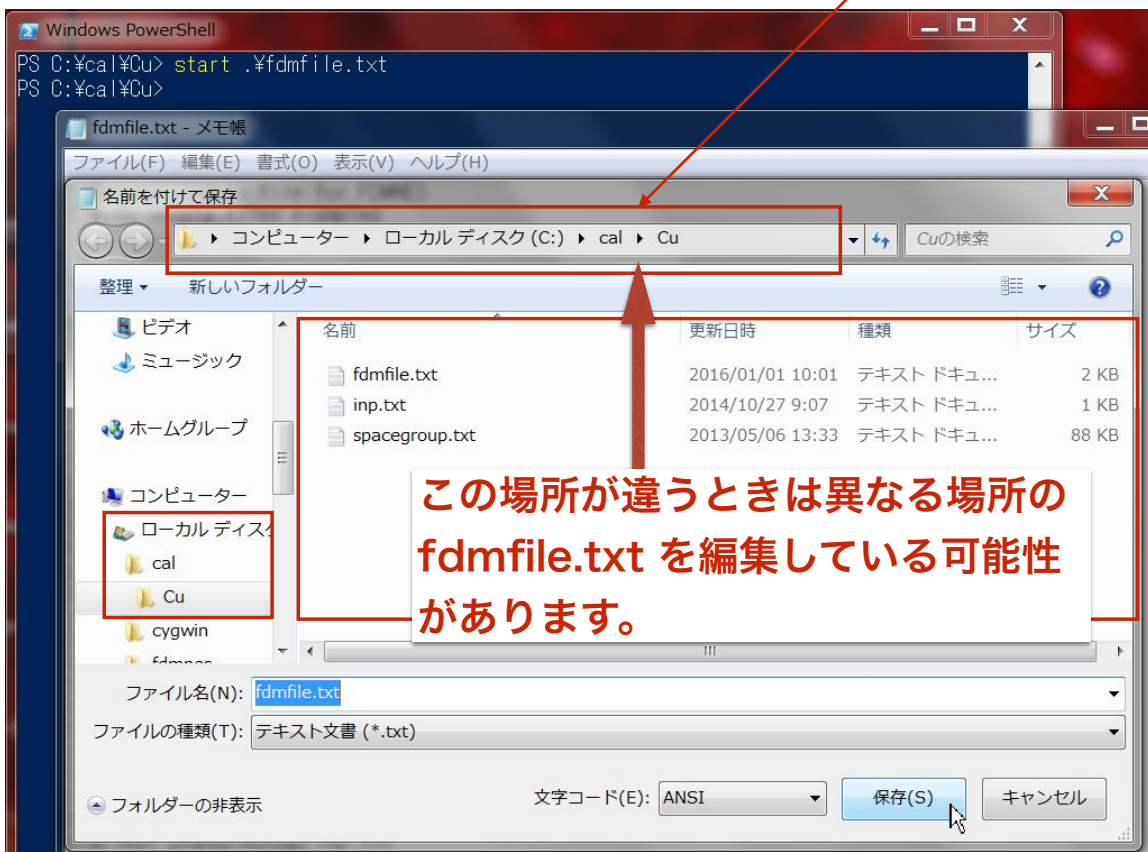 Windows PowerShell
PS C:¥cal¥Cu> start .¥fdmfile.txt
PS C:¥cal¥Cu>
fdmfile.txt - メモ帳
ファイル(F) 編集(E) 書式(O) 表示(V) ヘルプ(H)
名前を付けて保存
コンピューター ローカル ディスク (C:) cal Cu Cuの検索
整理 新しいフォルダー
ビデオ
ミュージック
ホームグループ
コンピューター
ローカル ディスク
cal
Cu
cygwin
fdmnes
名前 更新日時 種類 サイズ
fdmfile.txt 2016/01/01 10:01 テキスト ドキュ... 2 KB
inp.txt 2014/10/27 9:07 テキスト ドキュ... 1 KB
spacegroup.txt 2013/05/06 13:33 テキスト ドキュ... 88 KB
この場所が違うときは異なる場所の
fdmfile.txt を編集している可能性
があります。
ファイル名(N): fdmfile.txt
ファイルの種類(T): テキスト文書 (*.txt)
フォルダーの非表示 文字コード(E): ANSI 保存(S) キャンセル